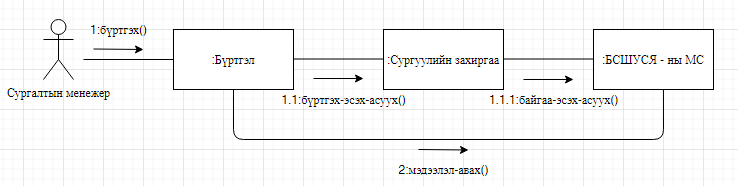 1:бүртгэх()
:Бүртгэл
:Сургуулийн захиргаа
:БСШУСЯ - ны МС
Сургалтын менежер
1.1:бүртгэх-эсэх-асуух()
1.1.1:байгаа-эсэх-асуух()
2:мэдээлэл-авах()